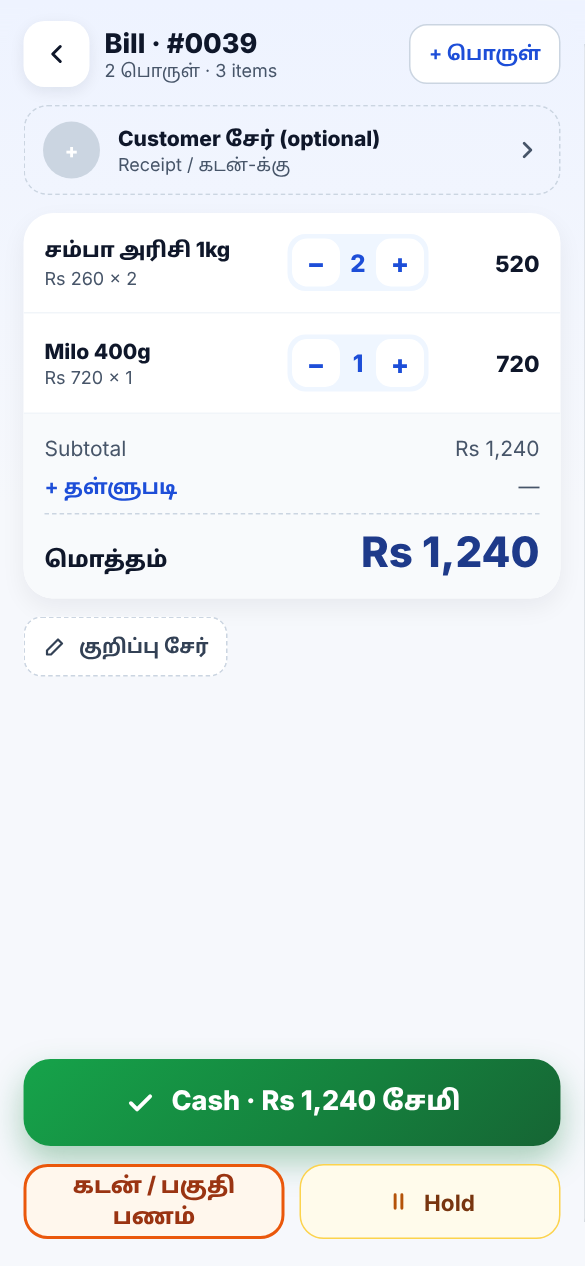 Bill · #0039
2 பொருள் · 3 items
+ பொருள்
+
Customer சேர் (optional)
Receipt / கடன்-க்கு
சம்பா அரிசி 1kg
Rs 260 × 2
− 2 +
520
Milo 400g
Rs 720 × 1
− 1 +
720
Subtotal
Rs 1,240
+ தள்ளுபடி
—
மொத்தம்
Rs 1,240
குறிப்பு சேர்
Cash · Rs 1,240 சேமி
கடன் / பகுதி
பணம்
Hold